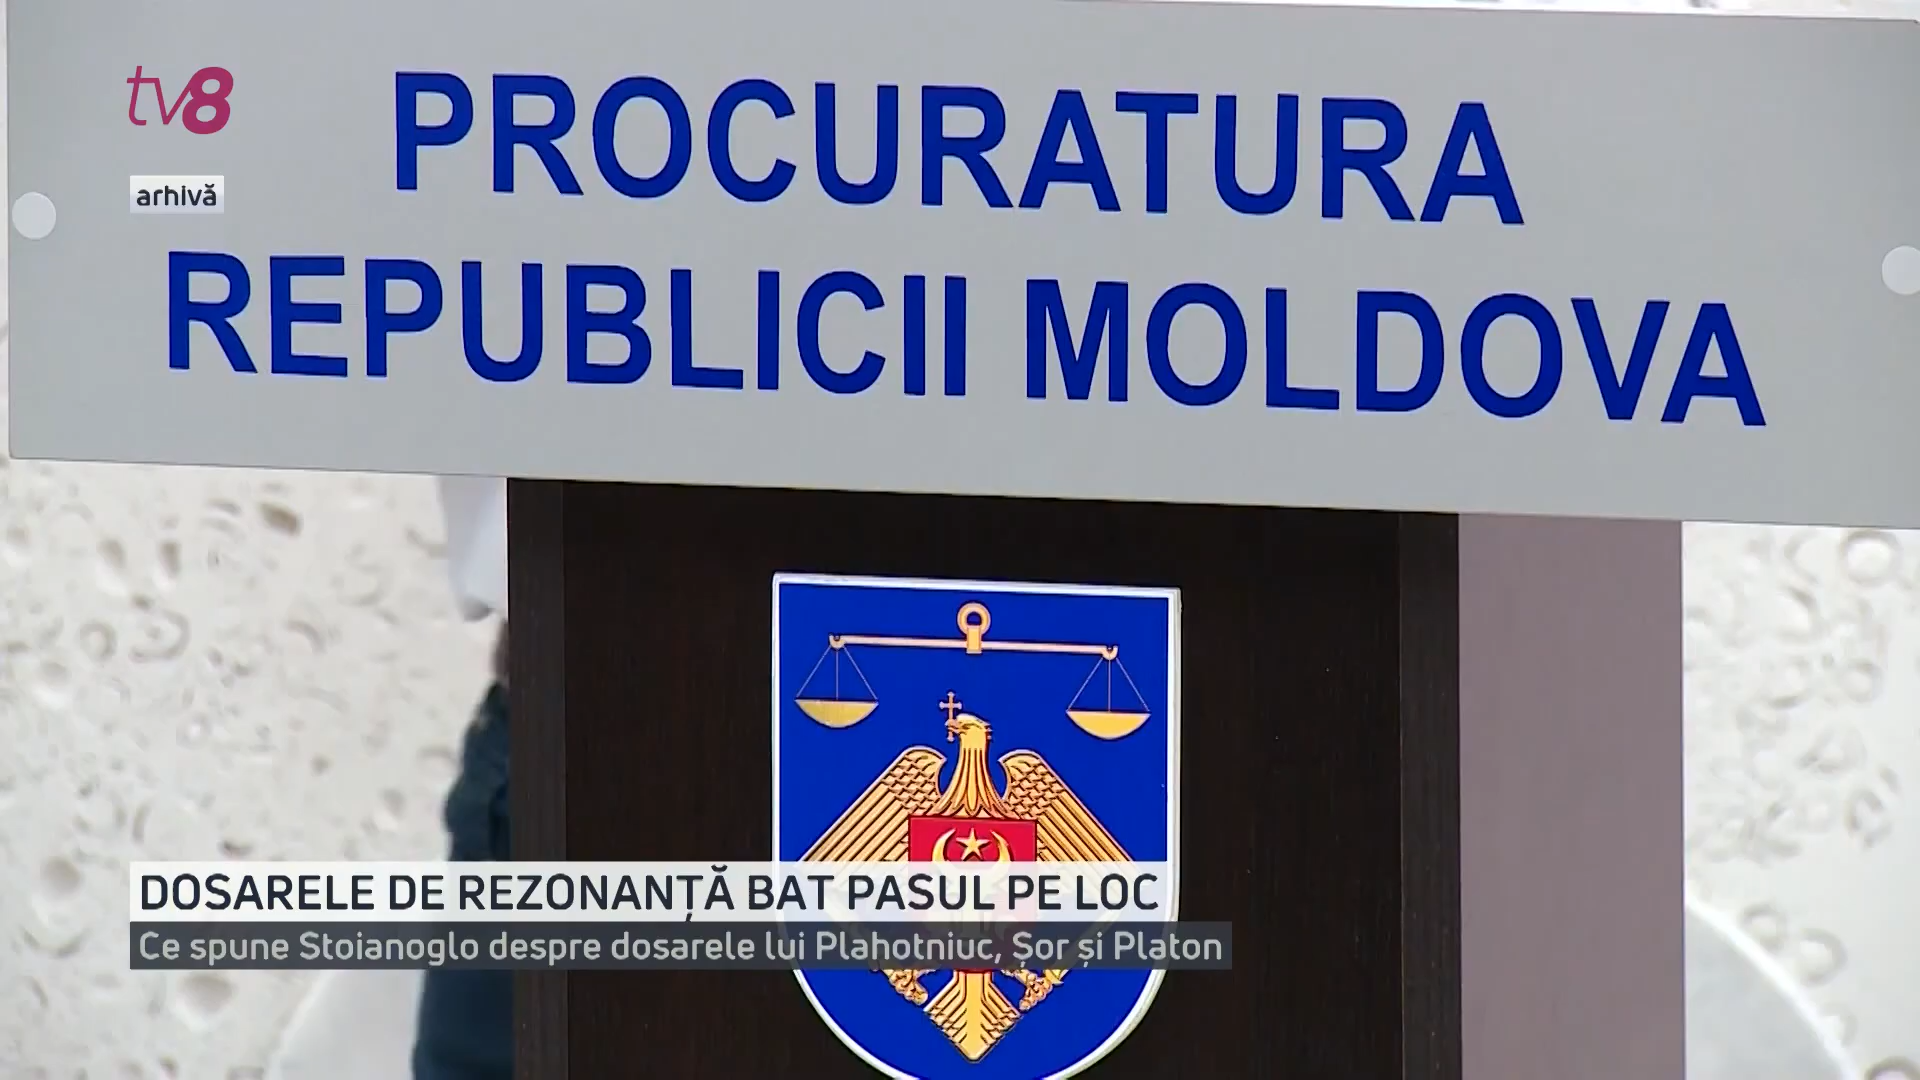 tv8
arhivă
PROCURATURA
REPUBLICII MOLDOVA
DOSARELE DE REZONANȚĂ BAT PASUL PE LOC
Ce spune Stoianoglo despre dosarele lui Plahotniuc, Șor și Platon